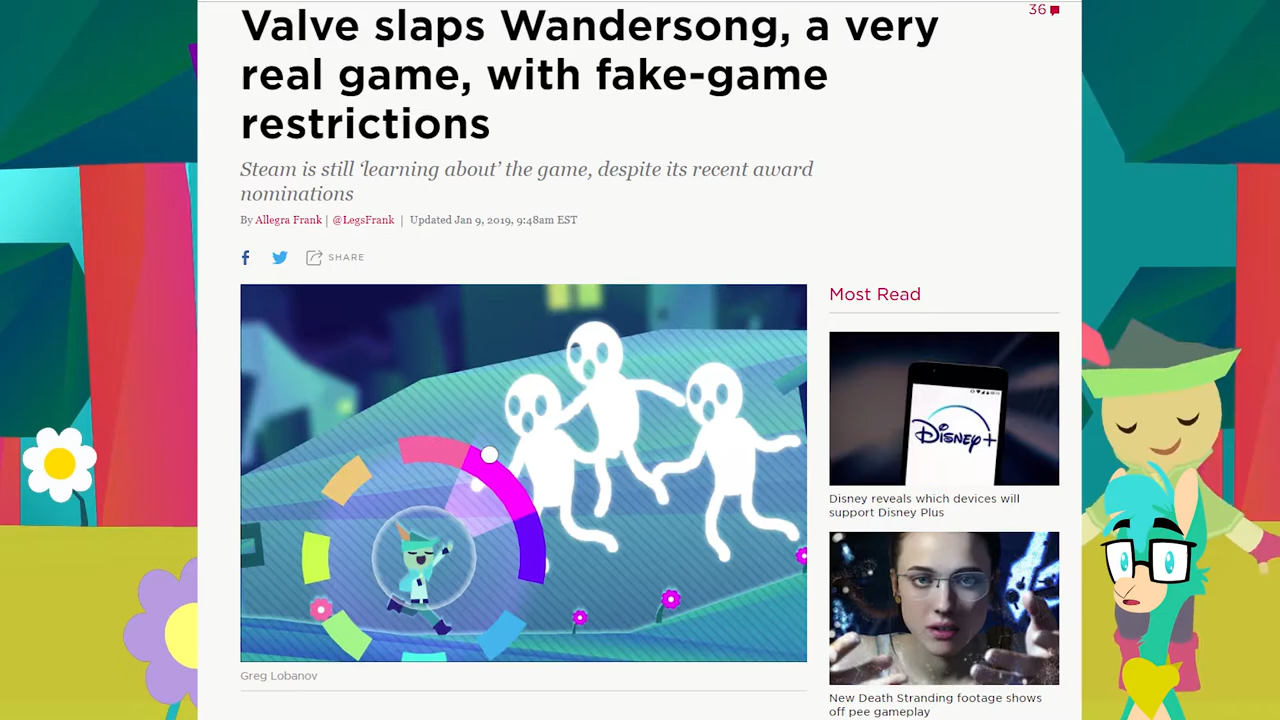 Valve slaps Wandersong, a very
real game, with fake-game
restrictions
36
Steam is still ‘learning about’ the game, despite its recent award
nominations
By Allegra Frank | @LegsFrank | Updated Jan 9, 2019, 9:48am EST
SHARE
Most Read
Disney+
Disney reveals which devices will
support Disney Plus
Greg Lobanov
New Death Stranding footage shows
off pee gameplay